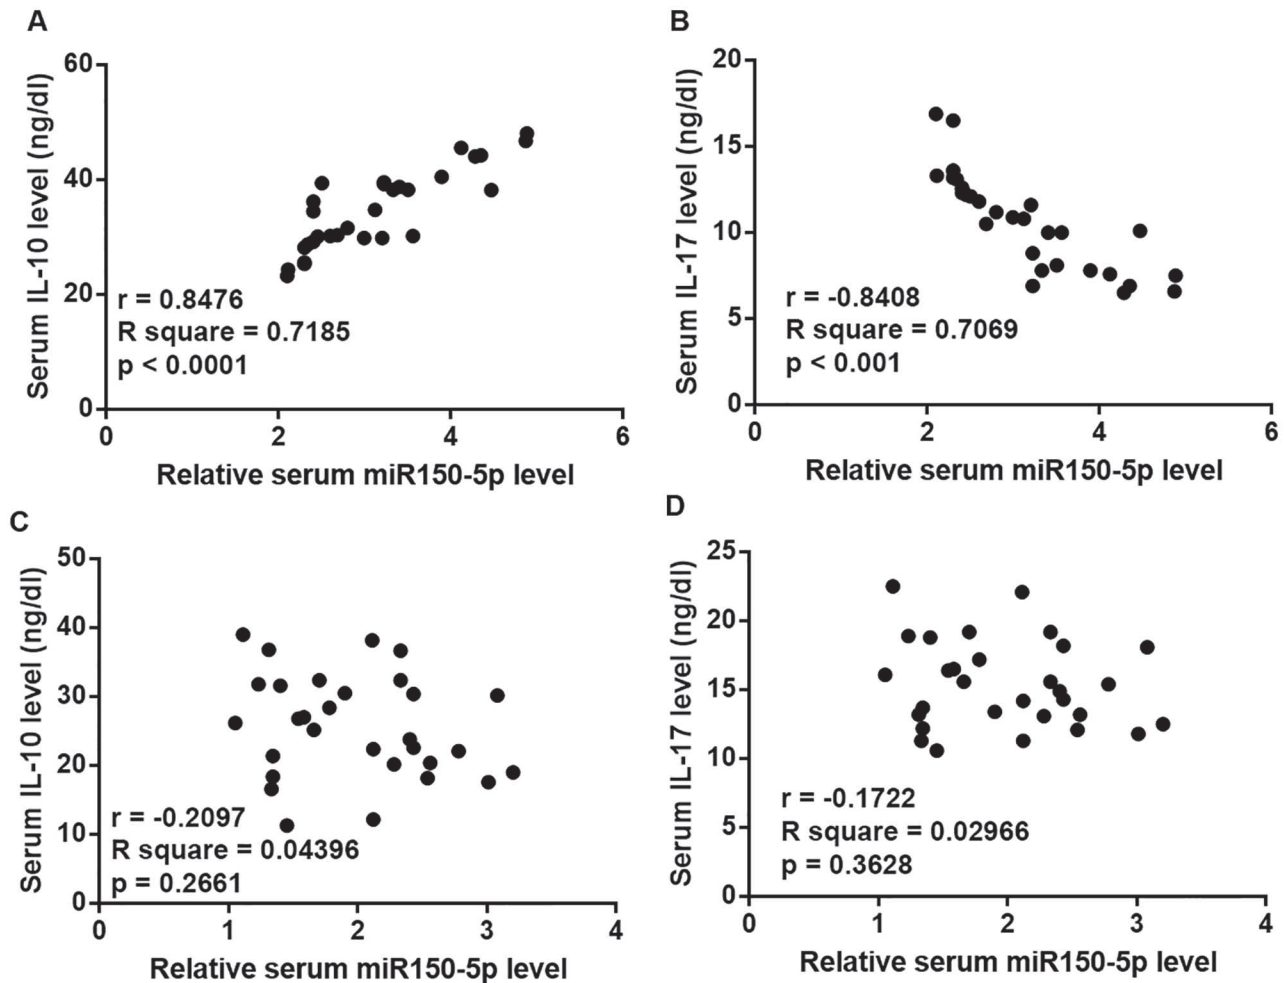 A
Serum IL-10 level (ng/dl)
60
40
20
0
r = 0.8476
R square = 0.7185
p < 0.0001
0 2 4 6
Relative serum miR150-5p level
B
Serum IL-17 level (ng/dl)
20
15
10
5
0
r = -0.8408
R square = 0.7069
p < 0.001
0 2 4 6
Relative serum miR150-5p level
C
Serum IL-10 level (ng/dl)
50
40
30
20
10
0
r = -0.2097
R square = 0.04396
p = 0.2661
0 1 2 3 4
Relative serum miR150-5p level
D
Serum IL-17 level (ng/dl)
25
20
15
10
5
0
r = -0.1722
R square = 0.02966
p = 0.3628
0 1 2 3 4
Relative serum miR150-5p level